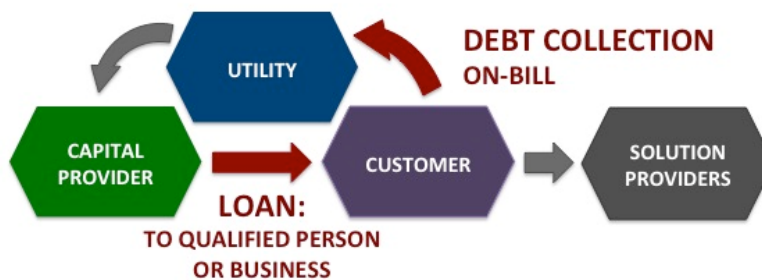 DEBT COLLECTION
ON-BILL
UTILITY
CAPITAL
PROVIDER
CUSTOMER
SOLUTION
PROVIDERS
LOAN:
TO QUALIFIED PERSON
OR BUSINESS